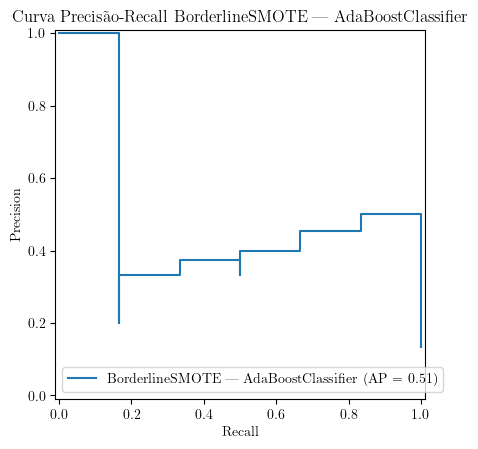 Curva Precisão-Recall BorderlineSMOTE — AdaBoostClassifier
1.0
0.8
0.6
0.4
0.2
0.0
Precision
BorderlineSMOTE — AdaBoostClassifier (AP = 0.51)
0.0 0.2 0.4 0.6 0.8 1.0
Recall